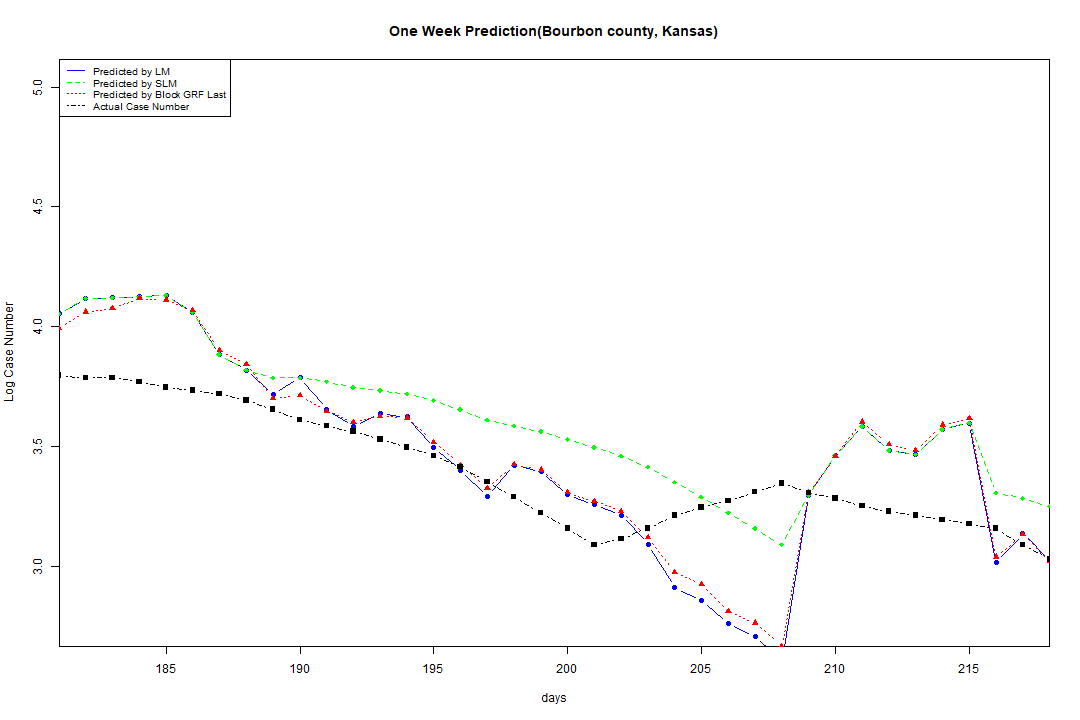 One Week Prediction(Bourbon county, Kansas)
Predicted by LM
Predicted by SLM
Predicted by Block GRF Last
Actual Case Number
5.0
4.5
4.0
3.5
3.0
Log Case Number
185 190 195 200 205 210 215
days